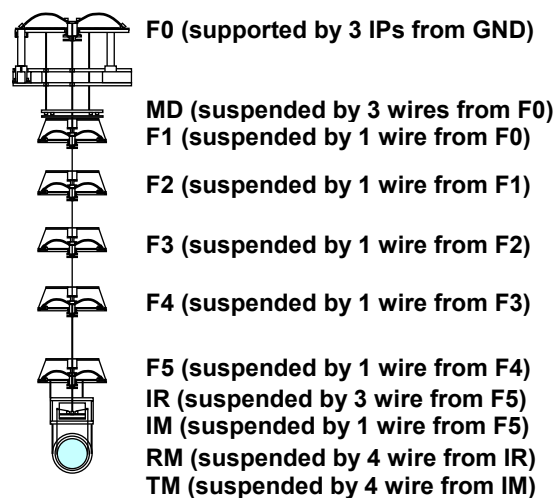 F0 (supported by 3 IPs from GND)
MD (suspended by 3 wires from F0)
F1 (suspended by 1 wire from F0)
F2 (suspended by 1 wire from F1)
F3 (suspended by 1 wire from F2)
F4 (suspended by 1 wire from F3)
F5 (suspended by 1 wire from F4)
IR (suspended by 3 wire from F5)
IM (suspended by 1 wire from F5)
RM (suspended by 4 wire from IR)
TM (suspended by 4 wire from IM)